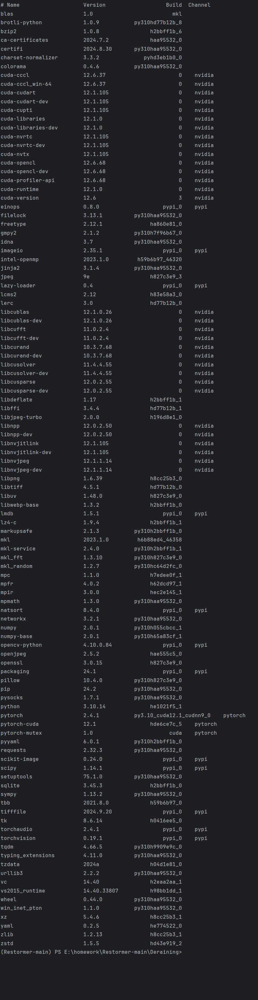 # Name                    Version                   Build  Channel
blas                      1.0                         mkl
brotli-python             1.0.9           py310hd77b12b_8
bzip2                     1.0.8                h2bbff1b_6
ca-certificates           2024.7.2             haa95532_0
certifi                   2024.8.30       py310haa95532_0
charset-normalizer        3.3.2              pyhd3eb1b0_0
colorama                  0.4.6           py310haa95532_0
cuda-cccl                 12.6.37                       0    nvidia
cuda-cccl_win-64          12.6.37                       0    nvidia
cuda-cudart               12.1.105                      0    nvidia
cuda-cudart-dev           12.1.105                      0    nvidia
cuda-cupti                12.1.105                      0    nvidia
cuda-libraries            12.1.0                        0    nvidia
cuda-libraries-dev        12.1.0                        0    nvidia
cuda-nvrtc                12.1.105                      0    nvidia
cuda-nvrtc-dev            12.1.105                      0    nvidia
cuda-nvtx                 12.1.105                      0    nvidia
cuda-opencl               12.6.68                       0    nvidia
cuda-opencl-dev           12.6.68                       0    nvidia
cuda-profiler-api         12.6.68                       0    nvidia
cuda-runtime              12.1.0                        0    nvidia
cuda-version              12.6                          3    nvidia
einops                    0.8.0                    pypi_0    pypi
filelock                  3.13.1          py310haa95532_0
freetype                  2.12.1               ha860e81_0
gmpy2                     2.1.2           py310h7f96b67_0
idna                      3.7             py310haa95532_0
imageio                   2.35.1                   pypi_0    pypi
intel-openmp              2023.1.0         h59b6b97_46320
jinja2                    3.1.4           py310haa95532_0
jpeg                      9e                   h827c3e9_3
lazy-loader               0.4                      pypi_0    pypi
lcms2                     2.12                 h83e58a3_0
lerc                      3.0                  hd77b12b_0
libcublas                 12.1.0.26                     0    nvidia
libcublas-dev             12.1.0.26                     0    nvidia
libcufft                  11.0.2.4                      0    nvidia
libcufft-dev              11.0.2.4                      0    nvidia
libcurand                 10.3.7.68                     0    nvidia
libcurand-dev             10.3.7.68                     0    nvidia
libcusolver               11.4.4.55                     0    nvidia
libcusolver-dev           11.4.4.55                     0    nvidia
libcusparse               12.0.2.55                     0    nvidia
libcusparse-dev           12.0.2.55                     0    nvidia
libdeflate                1.17                 h2bbff1b_1
libffi                    3.4.4                hd77b12b_1
libjpeg-turbo             2.0.0                h196d8e1_0
libnpp                    12.0.2.50                     0    nvidia
libnpp-dev                12.0.2.50                     0    nvidia
libnvjitlink              12.1.105                      0    nvidia
libnvjitlink-dev          12.1.105                      0    nvidia
libnvjpeg                 12.1.1.14                     0    nvidia
libnvjpeg-dev             12.1.1.14                     0    nvidia
libpng                    1.6.39               h8cc25b3_0
libtiff                   4.5.1                hd77b12b_0
libuv                     1.48.0               h827c3e9_0
libwebp-base              1.3.2                h2bbff1b_0
lmdb                      1.5.1                    pypi_0    pypi
lz4-c                     1.9.4                h2bbff1b_1
markupsafe                2.1.3           py310h2bbff1b_0
mkl                       2023.1.0         h6b88ed4_46358
mkl-service               2.4.0           py310h2bbff1b_1
mkl_fft                   1.3.10          py310h827c3e9_0
mkl_random                1.2.7           py310hc64d2fc_0
mpc                       1.1.0                h7edee0f_1
mpfr                      4.0.2                h62dcd97_1
mpir                      3.0.0                hec2e145_1
mpmath                    1.3.0           py310haa95532_0
natsort                   8.4.0                    pypi_0    pypi
networkx                  3.2.1           py310haa95532_0
numpy                     2.0.1           py310h055cbcc_1
numpy-base                2.0.1           py310h65a83cf_1
opencv-python             4.10.0.84                pypi_0    pypi
openjpeg                  2.5.2                hae555c5_0
openssl                   3.0.15               h827c3e9_0
packaging                 24.1                     pypi_0    pypi
pillow                    10.4.0          py310h827c3e9_0
pip                       24.2            py310haa95532_0
pysocks                   1.7.1           py310haa95532_0
python                    3.10.14              he1021f5_1
pytorch                   2.4.1           py3.10_cuda12.1_cudnn9_0    pytorch
pytorch-cuda              12.1                 hde6ce7c_5    pytorch
pytorch-mutex             1.0                        cuda    pytorch
pyyaml                    6.0.1           py310h2bbff1b_0
requests                  2.32.3          py310haa95532_0
scikit-image              0.24.0                   pypi_0    pypi
scipy                     1.14.1                   pypi_0    pypi
setuptools                75.1.0          py310haa95532_0
sqlite                    3.45.3               h2bbff1b_0
sympy                     1.13.2          py310haa95532_0
tbb                       2021.8.0             h59b6b97_0
tifffile                  2024.9.20                pypi_0    pypi
tk                        8.6.14               h0416ee5_0
torchaudio                2.4.1                    pypi_0    pypi
torchvision               0.19.1                   pypi_0    pypi
tqdm                      4.66.5          py310h9909e9c_0
typing_extensions         4.11.0          py310haa95532_0
tzdata                    2024a                h04d1e81_0
urllib3                   2.2.2           py310haa95532_0
vc                        14.40                h2eaa2aa_1
vs2015_runtime            14.40.33807          h98bb1dd_1
wheel                     0.44.0          py310haa95532_0
win_inet_pton             1.1.0           py310haa95532_0
xz                        5.4.6                h8cc25b3_1
yaml                      0.2.5                he774522_0
zlib                      1.2.13               h8cc25b3_1
zstd                      1.5.5                hd43e919_2
(Restormer-main) PS E:\homework\Restormer-main\Deraining>